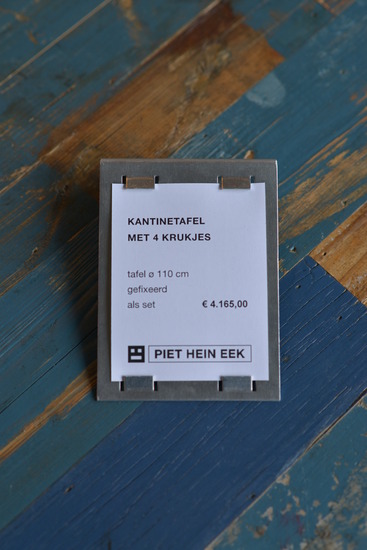 KANTINETAFEL
MET 4 KRUKJES
tafel ø 110 cm
gefixeerd
als set € 4.165,00
PIET HEIN EEK